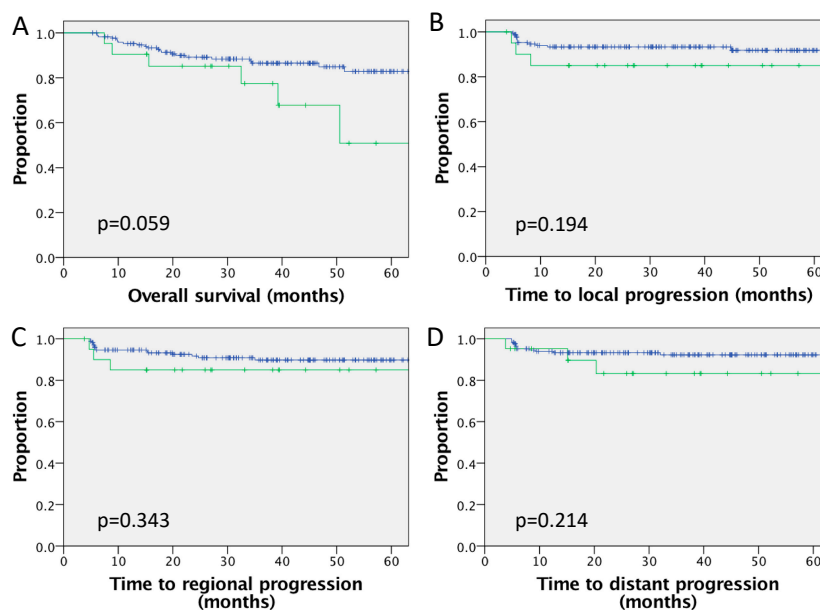 A
Proportion
1.0
0.8
0.6
0.4
0.2
0.0
p=0.059
0 10 20 30 40 50 60
Overall survival (months)
B
Proportion
1.0
0.8
0.6
0.4
0.2
0.0
p=0.194
0 10 20 30 40 50 60
Time to local progression (months)
C
Proportion
1.0
0.8
0.6
0.4
0.2
0.0
p=0.343
0 10 20 30 40 50 60
Time to regional progression
(months)
D
Proportion
1.0
0.8
0.6
0.4
0.2
0.0
p=0.214
0 10 20 30 40 50 60
Time to distant progression
(months)